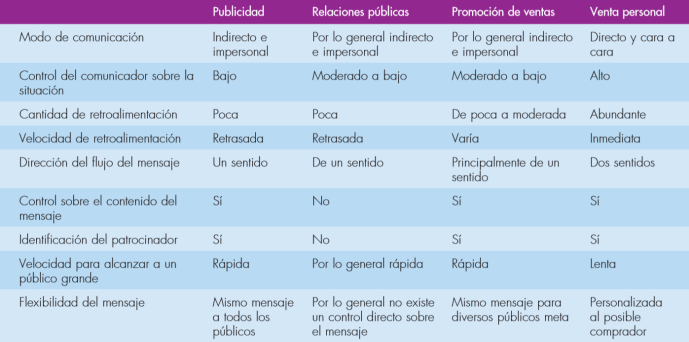 Publicidad Relaciones públicas Promoción de ventas Venta personal
Modo de comunicación Indirecto e Por lo general indirecto Por lo general indirecto Directo y cara a
impersonal e impersonal e impersonal cara
Control del comunicador sobre la Bajo Moderado a bajo Moderado a bajo Alto
situación
Cantidad de retroalimentación Poca Poca De poca a moderada Abundante
Velocidad de retroalimentación Retrasada Retrasada Varía Inmediata
Dirección del flujo del mensaje Un sentido De un sentido Principalmente de un Dos sentidos
sentido
Control sobre el contenido del Sí No Sí Sí
mensaje
Identificación del patrocinador Sí No Sí Sí
Velocidad para alcanzar a un Rápida Por lo general rápida Rápida Lenta
público grande
Flexibilidad del mensaje Mismo mensaje Por lo general no existe Mismo mensaje para Personalizada
a todos los un control directo sobre diversos públicos meta al posible
públicos el mensaje comprador